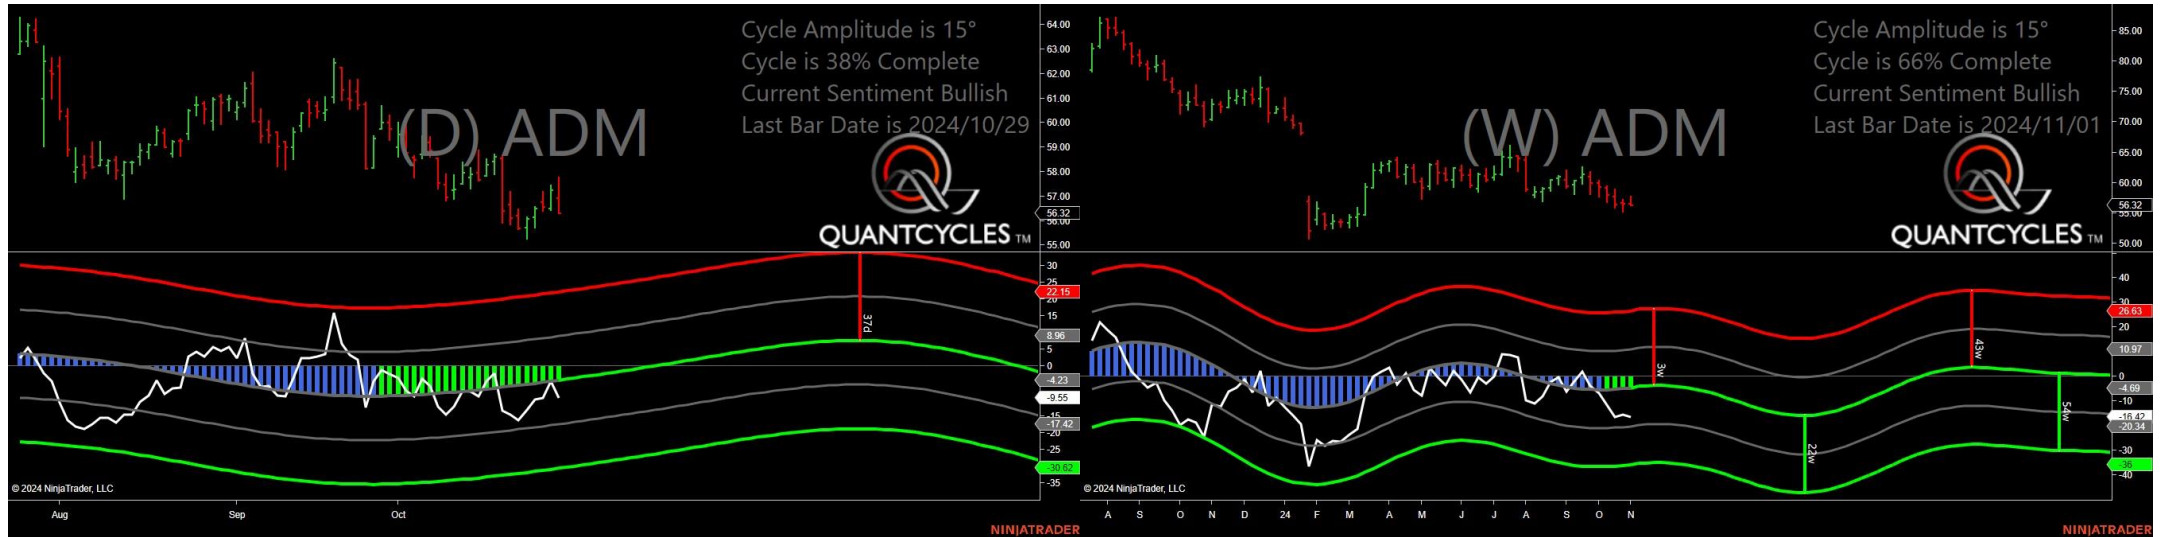 Cycle Amplitude is 15°
Cycle is 38% Complete
Current Sentiment Bullish
Last Bar Date is 2024/10/29
(D) ADM
QUANTCYCLES TM
64.00
63.00
62.00
61.00
60.00
59.00
58.00
57.00
56.32
56.00
55.00
30
25
22.15
20
15
8.96
5
0
-4.23
-9.55
-15
-17.42
-20
-25
-30.62
-35
37d
© 2024 NinjaTrader, LLC
Aug Sep Oct
NINJATRADER
Cycle Amplitude is 15°
Cycle is 66% Complete
Current Sentiment Bullish
Last Bar Date is 2024/11/01
(W) ADM
QUANTCYCLES TM
85.00
80.00
75.00
70.00
65.00
60.00
56.32
55.00
50.00
40
30
26.63
20
10.97
0
-4.69
-10
-16.42
-20.34
-30
-36
-40
3w
22w
43w
54w
© 2024 NinjaTrader, LLC
A S O N D 24 F M A M J J A S O N
NINJATRADER